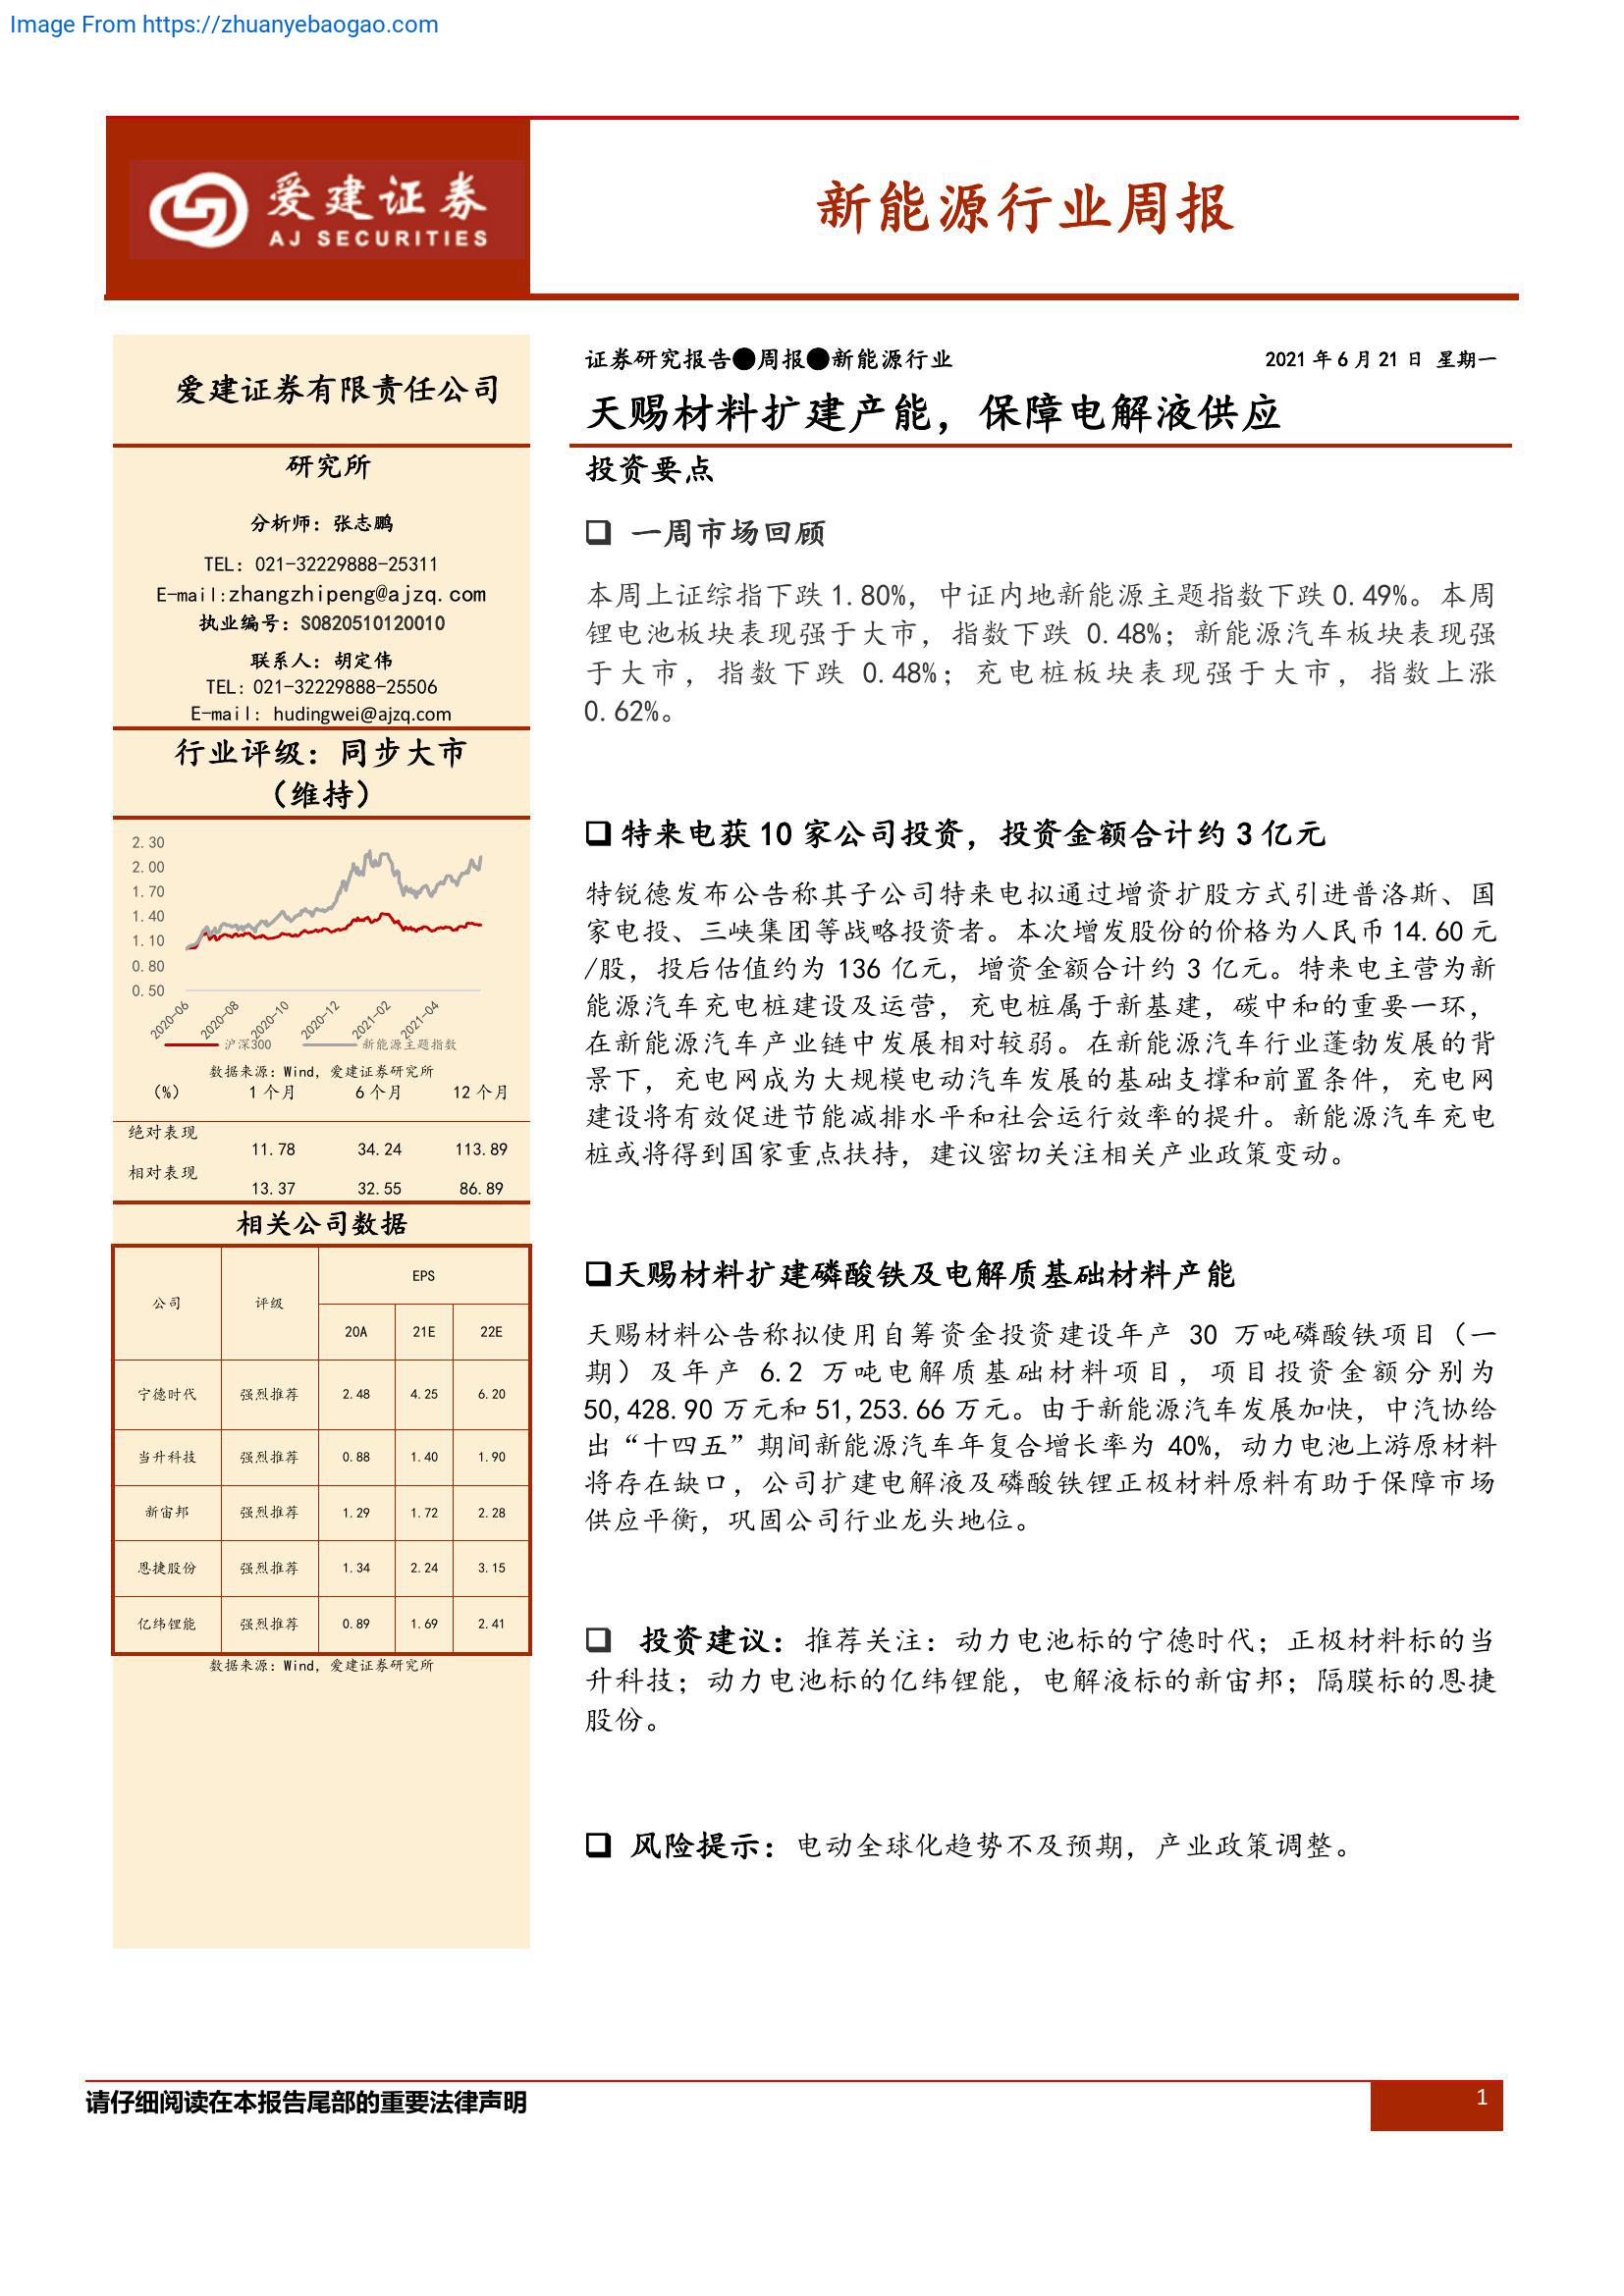 Image From https://zhuanyebaogao.com
爱建证券
AJ SECURITIES
新能源行业周报
爱建证券有限责任公司
研究所
分析师：张志鹏
TEL：021-32229888-25311
E-mail:zhangzhipeng@ajzq.com
执业编号：S0820510120010
联系人：胡定伟
TEL：021-32229888-25506
E-mail：hudingwei@ajzq.com
行业评级：同步大市
（维持）
2.30
2.00
1.70
1.40
1.10
0.80
0.50
2020-06
2020-08
2020-10
2020-12
2021-02
2021-04
沪深300 新能源主题指数
数据来源：Wind，爱建证券研究所
（%） 1个月 6个月 12个月
绝对表现
11.78 34.24 113.89
相对表现
13.37 32.55 86.89
相关公司数据
公司 评级 EPS
20A 21E 22E
宁德时代 强烈推荐 2.48 4.25 6.20
当升科技 强烈推荐 0.88 1.40 1.90
新宙邦 强烈推荐 1.29 1.72 2.28
恩捷股份 强烈推荐 1.34 2.24 3.15
亿纬锂能 强烈推荐 0.89 1.69 2.41
数据来源：Wind，爱建证券研究所
证券研究报告●周报●新能源行业 2021年6月21日 星期一
天赐材料扩建产能，保障电解液供应
投资要点
❑ 一周市场回顾
本周上证综指下跌1.80%，中证内地新能源主题指数下跌0.49%。本周
锂电池板块表现强于大市，指数下跌 0.48%；新能源汽车板块表现强
于大市，指数下跌 0.48%；充电桩板块表现强于大市，指数上涨
0.62%。
❑ 特来电获10家公司投资，投资金额合计约3亿元
特锐德发布公告称其子公司特来电拟通过增资扩股方式引进普洛斯、国
家电投、三峡集团等战略投资者。本次增发股份的价格为人民币14.60元
/股，投后估值约为 136 亿元，增资金额合计约 3 亿元。特来电主营为新
能源汽车充电桩建设及运营，充电桩属于新基建，碳中和的重要一环，
在新能源汽车产业链中发展相对较弱。在新能源汽车行业蓬勃发展的背
景下，充电网成为大规模电动汽车发展的基础支撑和前置条件，充电网
建设将有效促进节能减排水平和社会运行效率的提升。新能源汽车充电
桩或将得到国家重点扶持，建议密切关注相关产业政策变动。
❑天赐材料扩建磷酸铁及电解质基础材料产能
天赐材料公告称拟使用自筹资金投资建设年产 30 万吨磷酸铁项目（一
期）及年产 6.2 万吨电解质基础材料项目，项目投资金额分别为
50,428.90万元和51,253.66万元。由于新能源汽车发展加快，中汽协给
出“十四五”期间新能源汽车年复合增长率为 40%，动力电池上游原材料
将存在缺口，公司扩建电解液及磷酸铁锂正极材料原料有助于保障市场
供应平衡，巩固公司行业龙头地位。
❑ 投资建议：推荐关注：动力电池标的宁德时代；正极材料标的当
升科技；动力电池标的亿纬锂能，电解液标的新宙邦；隔膜标的恩捷
股份。
❑ 风险提示：电动全球化趋势不及预期，产业政策调整。
请仔细阅读在本报告尾部的重要法律声明 1